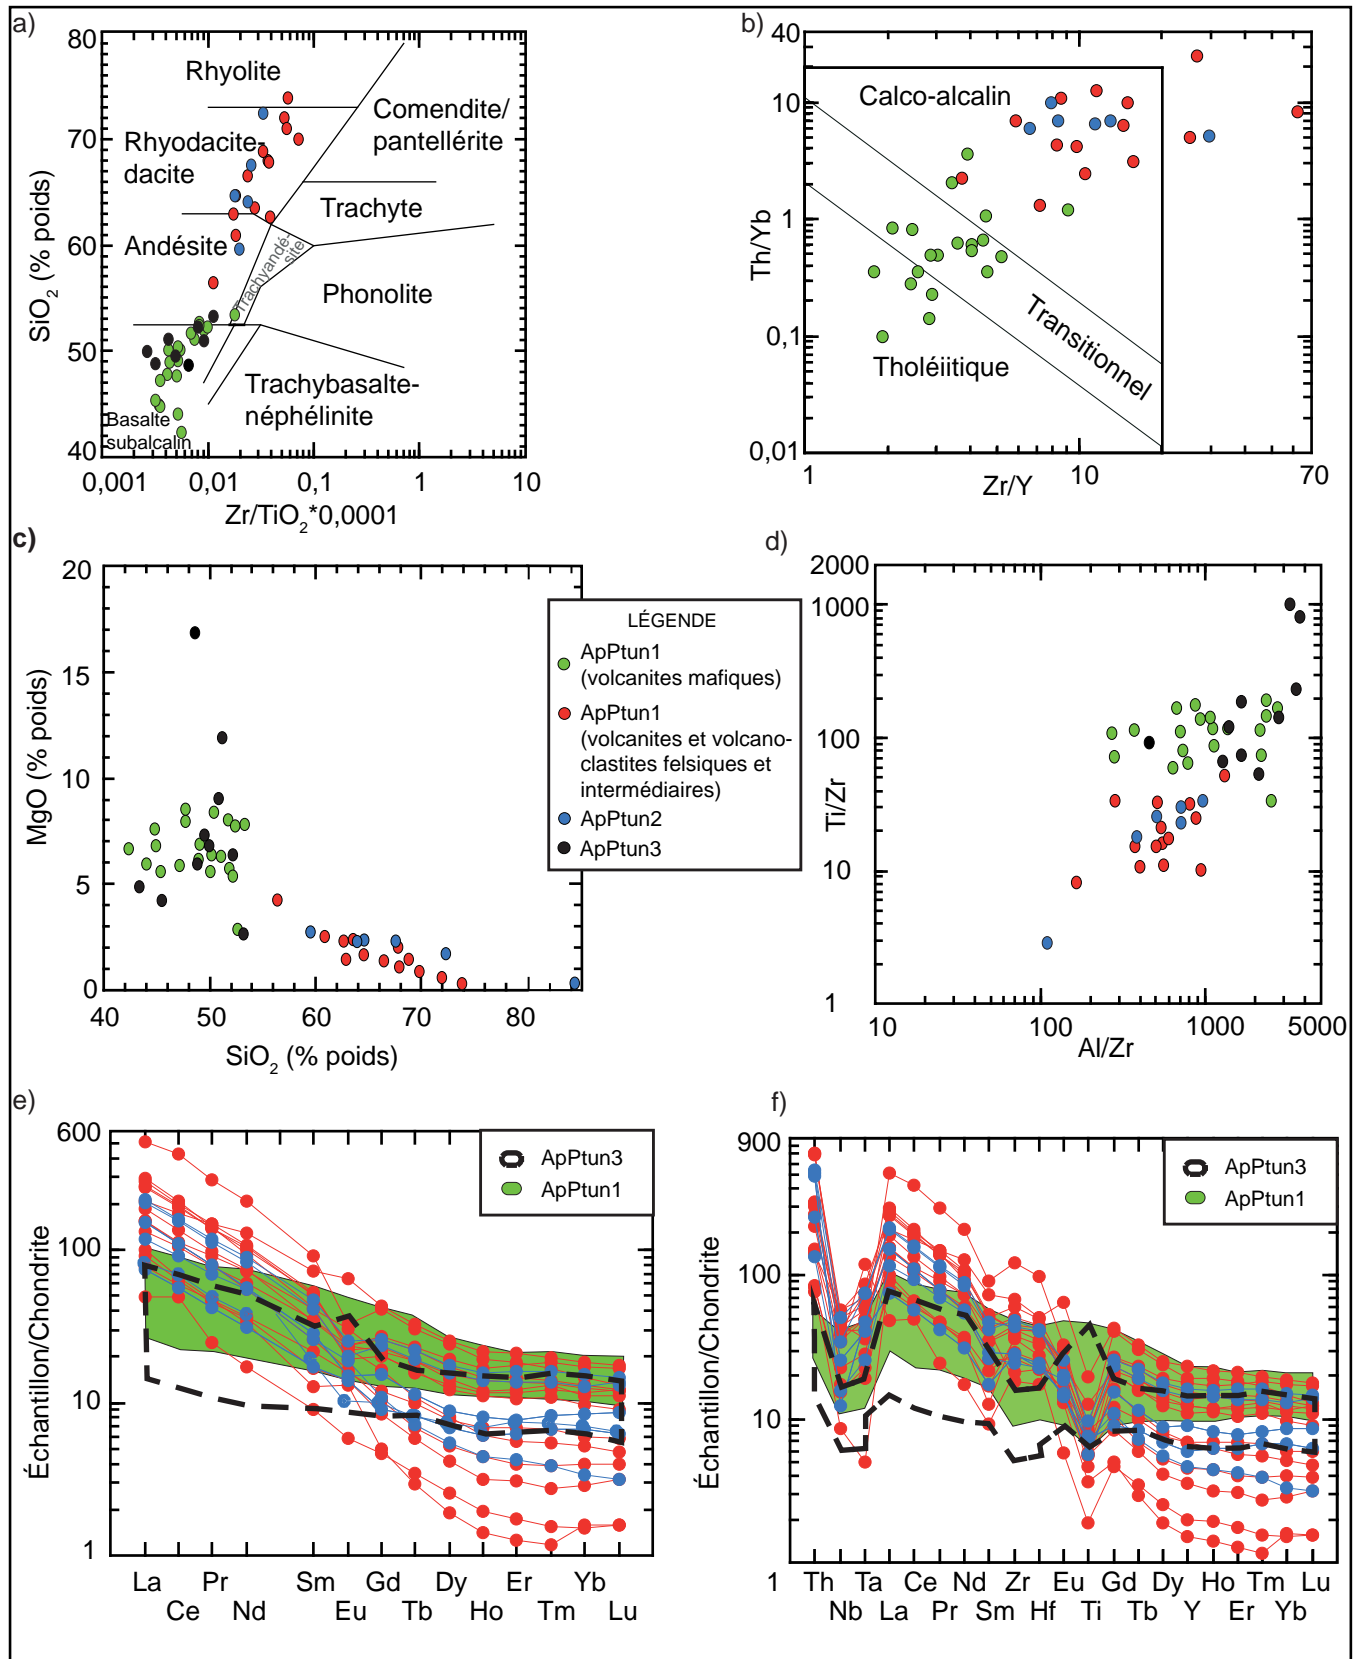 a)
80
70
60
50
40
SiO2 (% poids)
Rhyolite
Comendite/
pantellérite
Rhyodacite-
dacite
Trachyte
Andésite
Trachyandé-
site
Phonolite
Trachybasalte-
néphélinite
Basalte
subalcalin
0,001
0,01
0,1
1
10
Zr/TiO2*0,0001
b)
40
10
1
0,1
0,01
Th/Yb
Calco-alcalin
Transitionnel
Tholéiitique
1
10
70
Zr/Y
c)
20
15
10
5
0
MgO (% poids)
40
50
60
70
80
SiO2 (% poids)
LÉGENDE
ApPtun1
(volcanites mafiques)
ApPtun1
(volcanites et volcano-
clastites felsiques et
intermédiaires)
ApPtun2
ApPtun3
d)
2000
1000
100
10
1
Ti/Zr
10
100
1000
5000
Al/Zr
e)
600
100
10
1
Échantillon/Chondrite
ApPtun3
ApPtun1
La
Pr
Sm
Gd
Dy
Er
Yb
Ce
Nd
Eu
Tb
Ho
Tm
Lu
f)
900
100
10
1
Échantillon/Chondrite
ApPtun3
ApPtun1
Th
Ta
Ce
Nd
Zr
Eu
Gd
Dy
Ho
Tm
Lu
Nb
La
Pr
Sm
Hf
Ti
Tb
Y
Er
Yb